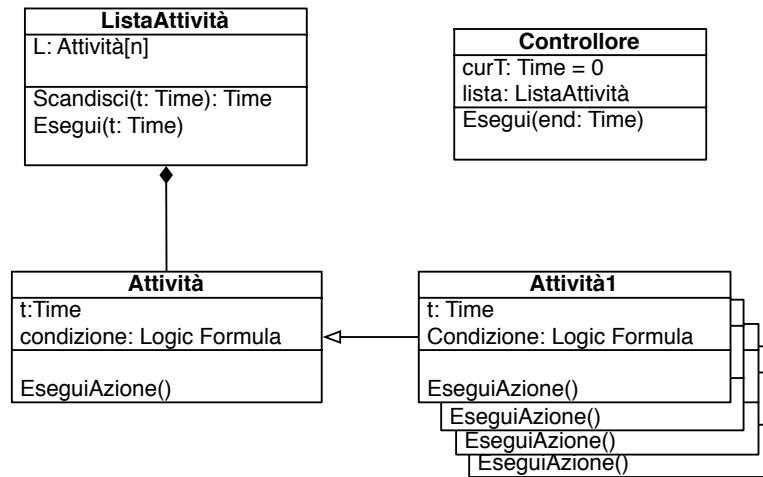 ListaAttività
L: Attività[n]
Scandisci(t: Time): Time
Esegui(t: Time)
Controllore
curT: Time = 0
lista: ListaAttività
Esegui(end: Time)
Attività
t:Time
condizione: Logic Formula
EseguiAzione()
Attività1
t: Time
Condizione: Logic Formula
EseguiAzione()
EseguiAzione()
EseguiAzione()
EseguiAzione()